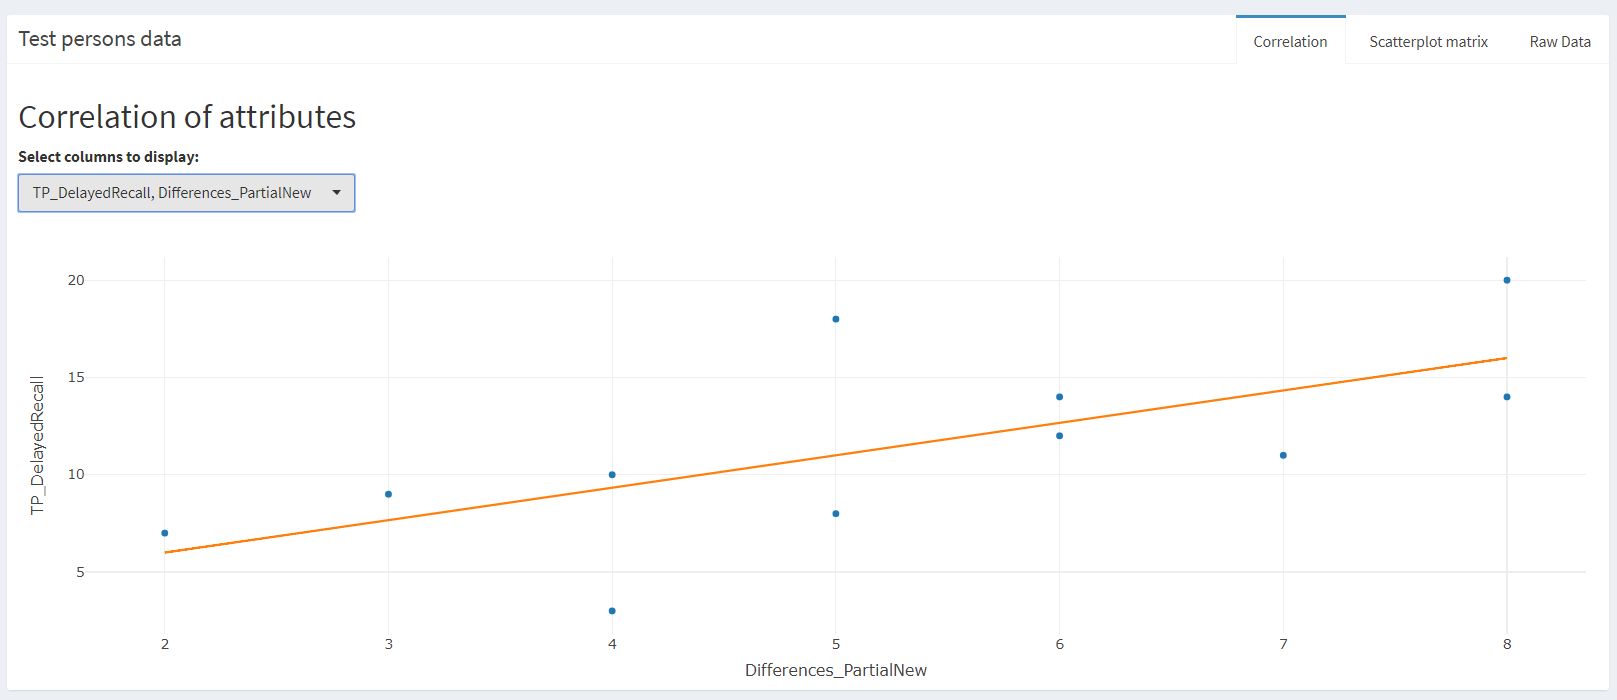 Test persons data
Correlation
Scatterplot matrix
Raw Data
Correlation of attributes
Select columns to display:
TP_DelayedRecall, Differences_PartialNew
20
15
10
5
TP_DelayedRecall
2
3
4
5
6
7
8
Differences_PartialNew